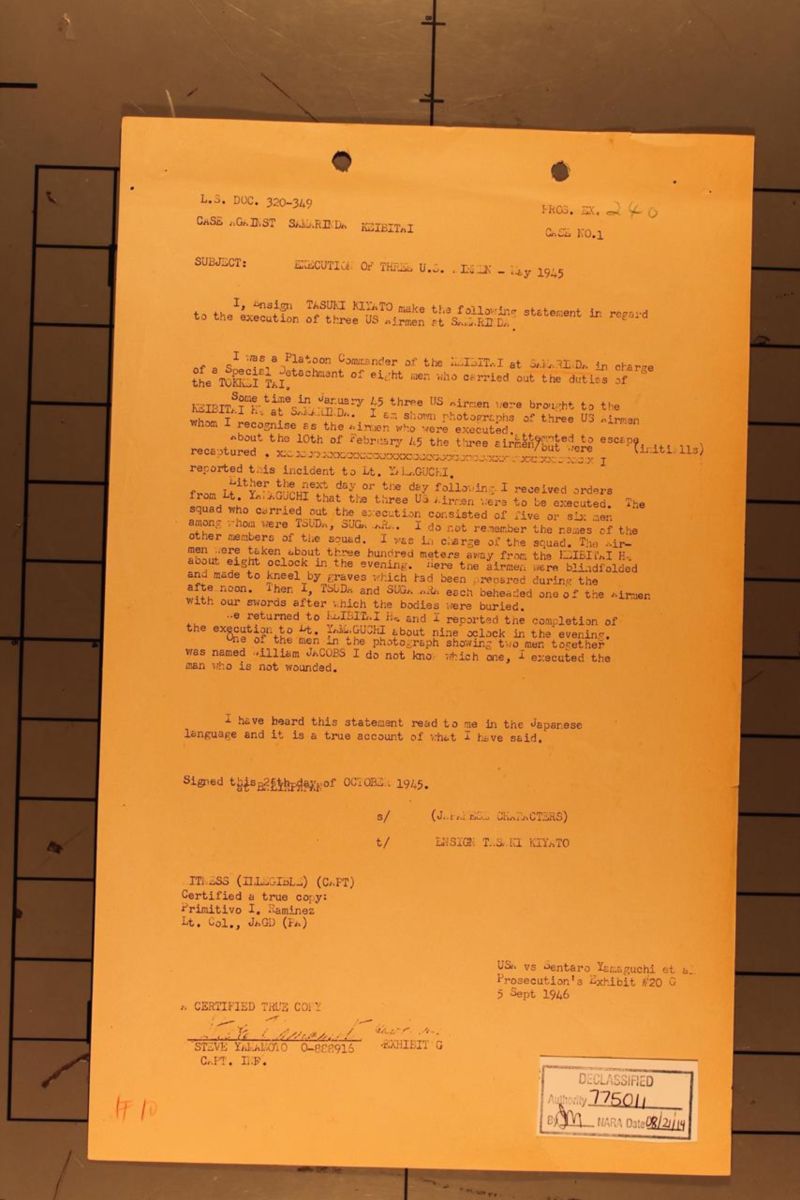 L.S. DOC. 320-349
PROS. EX. 240
CASE AGAINST SAMARINDA KEIBITAI
CASE NO.1
SUBJECT: EXECUTION OF THREE U.S. AIRMEN - May 1945
I, Ensign TASUKI KIYATO make the following statement in regard
to the execution of three US Airmen at SAMARINDA.
I was a Platoon Commander of the KEIBITAI at SAMARINDA in charge
of a Special Detachment of eight men who carried out the duties of
the TOKKEI TAI.
Some time in January 45 three US Airmen were brought to the
KEIBITAI HQ at SAMARINDA. I am shown photographs of three US Airmen
whom I recognise as the Airmen who were executed.
About the 10th of February 45 the three airmen/but were attempted to escape
recaptured . I (initials)
reported this incident to Lt. YAMAGUCHI.
Either the next day or the day following I received orders
from Lt. YAMAGUCHI that the three US Airmen were to be executed. The
squad who carried out the execution consisted of five or six men
among whom were TSUDA, SUGAWARA. I do not remember the names of the
other members of the squad. I was in charge of the squad. The Air-
men were taken about three hundred meters away from the KEIBITAI HQ
about eight oclock in the evening. Here the airmen were blindfolded
and made to kneel by graves which had been prepared during the
afte noon. Then I, TSUDA and SUGAWARA each beheaded one of the Airmen
with our swords after which the bodies were buried.
We returned to KEIBITAI HQ and I reported the completion of
the execution to Lt. YAMAGUCHI about nine oclock in the evening.
One of the men in the photograph showing two men together
was named William JACOBS I do not know which one, I executed the
man who is not wounded.
I have heard this statement read to me in the Japanese
language and it is a true account of what I have said.
Signed this 25th day of OCTOBER 1945.
at BALIKPAPAN
s/ (JAPANESE CHARACTERS)
t/ ENSIGN TASUKI KIYATO
WITNESS (ILLEGIBLE) (CAPT)
Certified a true copy:
Primitivo I. Raminez
Lt. Col., JAGD (PA)
USA vs Sentaro Yamaguchi et al
Prosecution's Exhibit #20 G
5 Sept 1946
A CERTIFIED TRUE COPY
STEVE YAMAMOTO O-888916
CAPT. INF.
EXHIBIT G
DECLASSIFIED
Authority 775011
By JM NARA Date 08/21/14